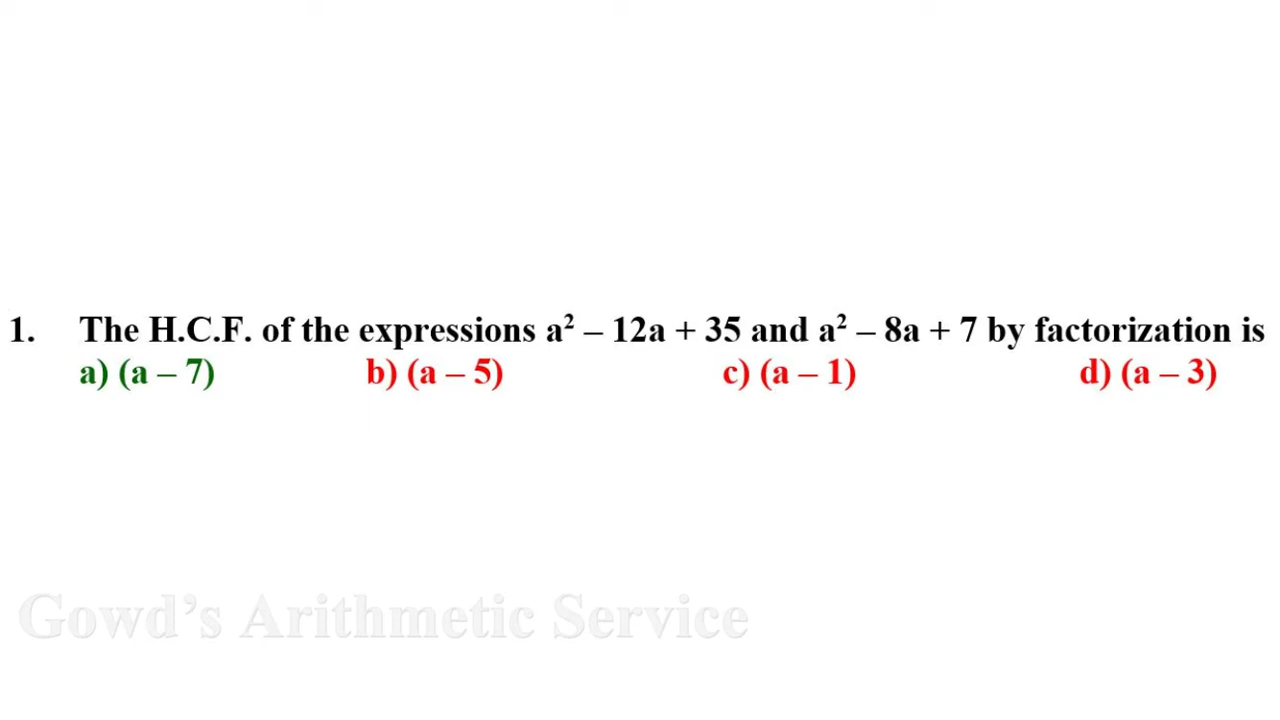 1. The H.C.F. of the expressions a² – 12a + 35 and a² – 8a + 7 by factorization is
a) (a – 7) b) (a – 5) c) (a – 1) d) (a – 3)
Gowd’s Arithmetic Service